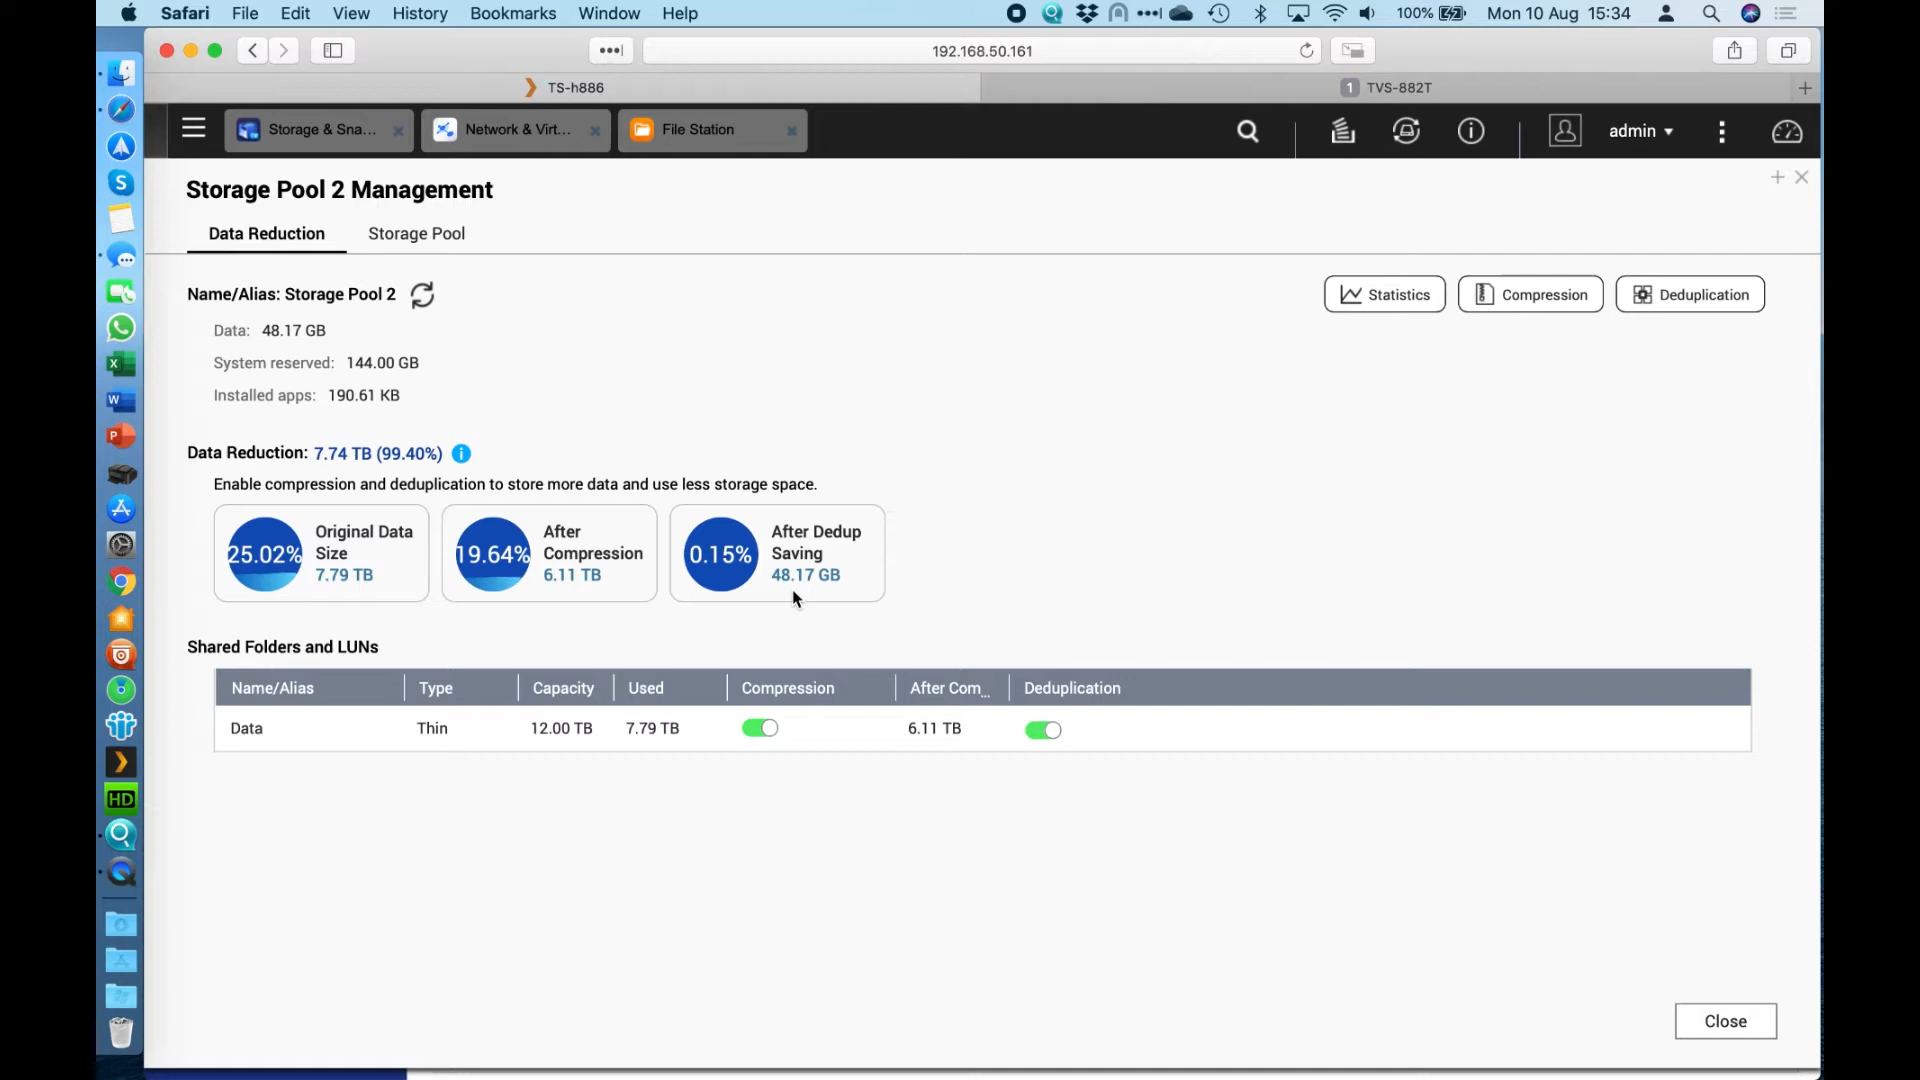 Safari File Edit View History Bookmarks Window Help 100% Mon 10 Aug 15:34
192.168.50.161
TS-h886 1 TVS-882T
Storage & Sna... Network & Virt... File Station admin
Storage Pool 2 Management
Data Reduction Storage Pool
Name/Alias: Storage Pool 2 Statistics Compression Deduplication
Data: 48.17 GB
System reserved: 144.00 GB
Installed apps: 190.61 KB
Data Reduction: 7.74 TB (99.40%)
Enable compression and deduplication to store more data and use less storage space.
25.02% Original Data Size 7.79 TB
19.64% After Compression 6.11 TB
0.15% After Dedup Saving 48.17 GB
Shared Folders and LUNs
Name/Alias Type Capacity Used Compression After Com... Deduplication
Data Thin 12.00 TB 7.79 TB 6.11 TB
HD
Close